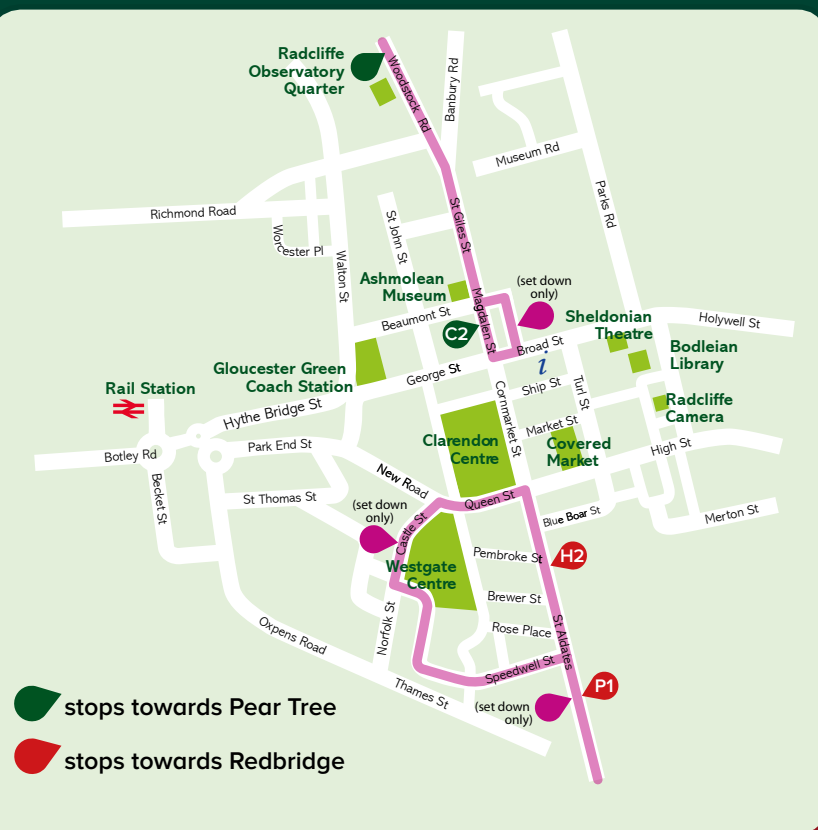 Radcliffe
Observatory
Quarter
Woodstock Rd
Banbury Rd
Museum Rd
Parks Rd
Richmond Road
Worcester Pl
Walton St
St John St
St Giles St
Ashmolean
Museum
Beaumont St
Magdalen St
C2
(set down
only)
Sheldonian
Theatre
Holywell St
Broad St
i
Bodleian
Library
Gloucester Green
Coach Station
George St
Ship St
Turl St
Radcliffe
Camera
Rail Station
Hythe Bridge St
Cornmarket St
Market St
Covered
Market
High St
Clarendon
Centre
Botley Rd
Park End St
Becket St
St Thomas St
New Road
Queen St
(set down
only)
Castle St
Blue Boar St
Merton St
Westgate
Centre
Pembroke St
H2
Brewer St
Rose Place
St Aldates
Norfolk St
Oxpens Road
Speedwell St
Thames St
P1
(set down
only)
stops towards Pear Tree
stops towards Redbridge